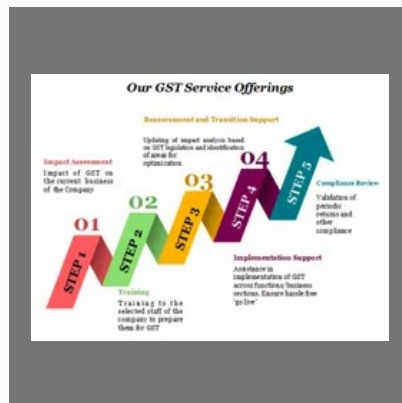 Our GST Service Offerings
Reassessment and Transition Support
Updating of impact analysis based
on GST legislation and identification
of areas for
optimization
Impact Assessment
Impact of GST on
the current business
of the Company
01
02
03
04
STEP 1
STEP 2
STEP 3
STEP 4
STEP 5
Compliance Review
Validation of
periodic
returns and
other
compliance
Training
Training to the
selected staff of the
company to prepare
them for GST
Implementation Support
Assistance in
implementation of GST
across functions/business
sections. Ensure hassle free
'go live'